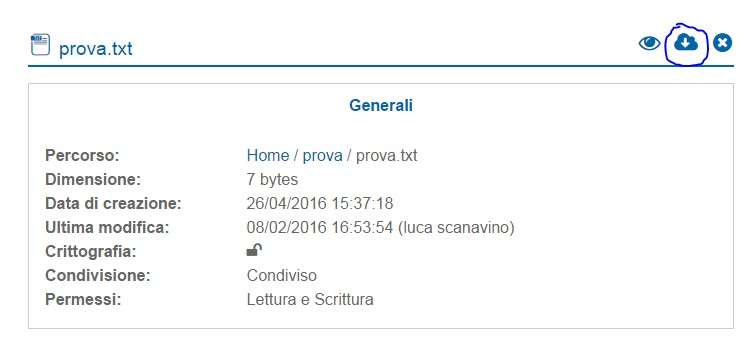 prova.txt
Generali
Percorso: Home / prova / prova.txt
Dimensione: 7 bytes
Data di creazione: 26/04/2016 15:37:18
Ultima modifica: 08/02/2016 16:53:54 (luca scanavino)
Crittografia:
Condivisione: Condiviso
Permessi: Lettura e Scrittura